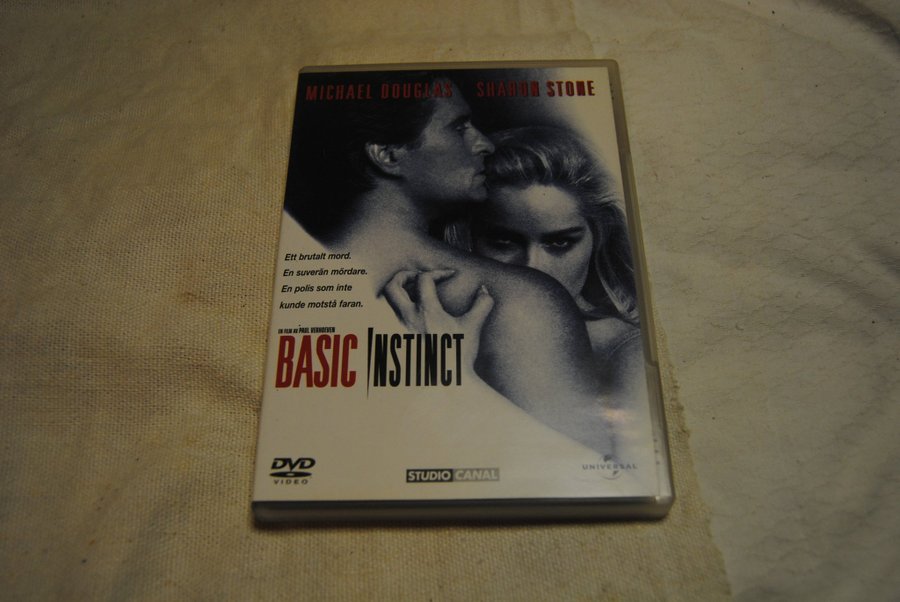 MICHAEL DOUGLAS SHARON STONE
Ett brutalt mord.
En suverän mördare.
En polis som inte
kunde motstå faran.
EN FILM AV PAUL VERHOEVEN
BASIC INSTINCT
DVD
VIDEO
STUDIO CANAL
UNIVERSAL